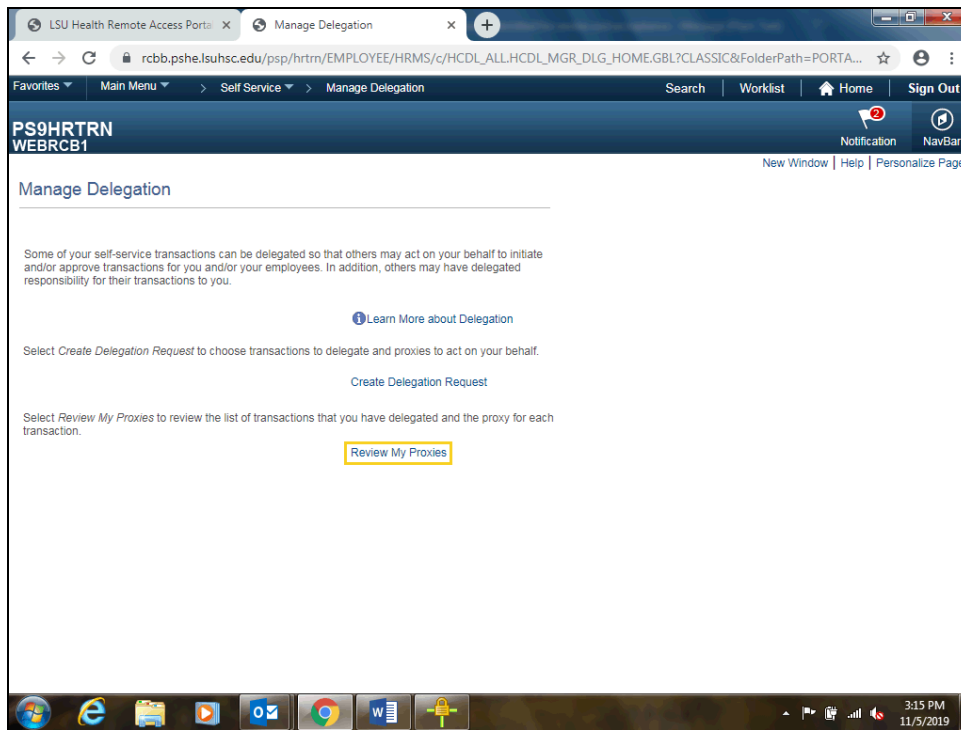 LSU Health Remote Access Porta
Manage Delegation
rcbb.pshe.lsuhsc.edu/psp/hrtrn/EMPLOYEE/HRMS/c/HCDL_ALL.HCDL_MGR_DLG_HOME.GBL?CLASSIC&FolderPath=PORTA...
Favorites Main Menu > Self Service > Manage Delegation Search Worklist Home Sign Out
PS9HRTRN
WEBRCB1
2
Notification NavBar
New Window | Help | Personalize Page
Manage Delegation
Some of your self-service transactions can be delegated so that others may act on your behalf to initiate
and/or approve transactions for you and/or your employees. In addition, others may have delegated
responsibility for their transactions to you.
Learn More about Delegation
Select Create Delegation Request to choose transactions to delegate and proxies to act on your behalf.
Create Delegation Request
Select Review My Proxies to review the list of transactions that you have delegated and the proxy for each
transaction.
Review My Proxies
3:15 PM
11/5/2019